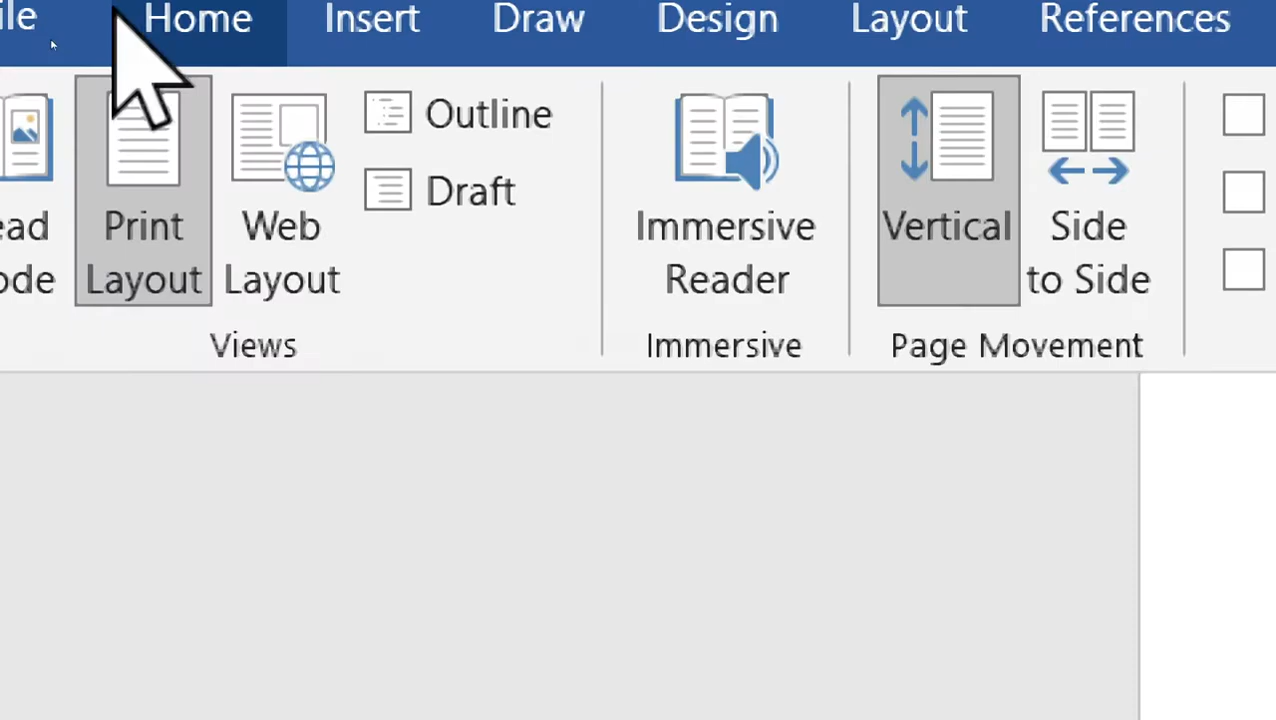 ile Home Insert Draw Design Layout References
Outline
Draft
ead Print Web Immersive Vertical Side
ode Layout Layout Reader to Side
Views Immersive Page Movement